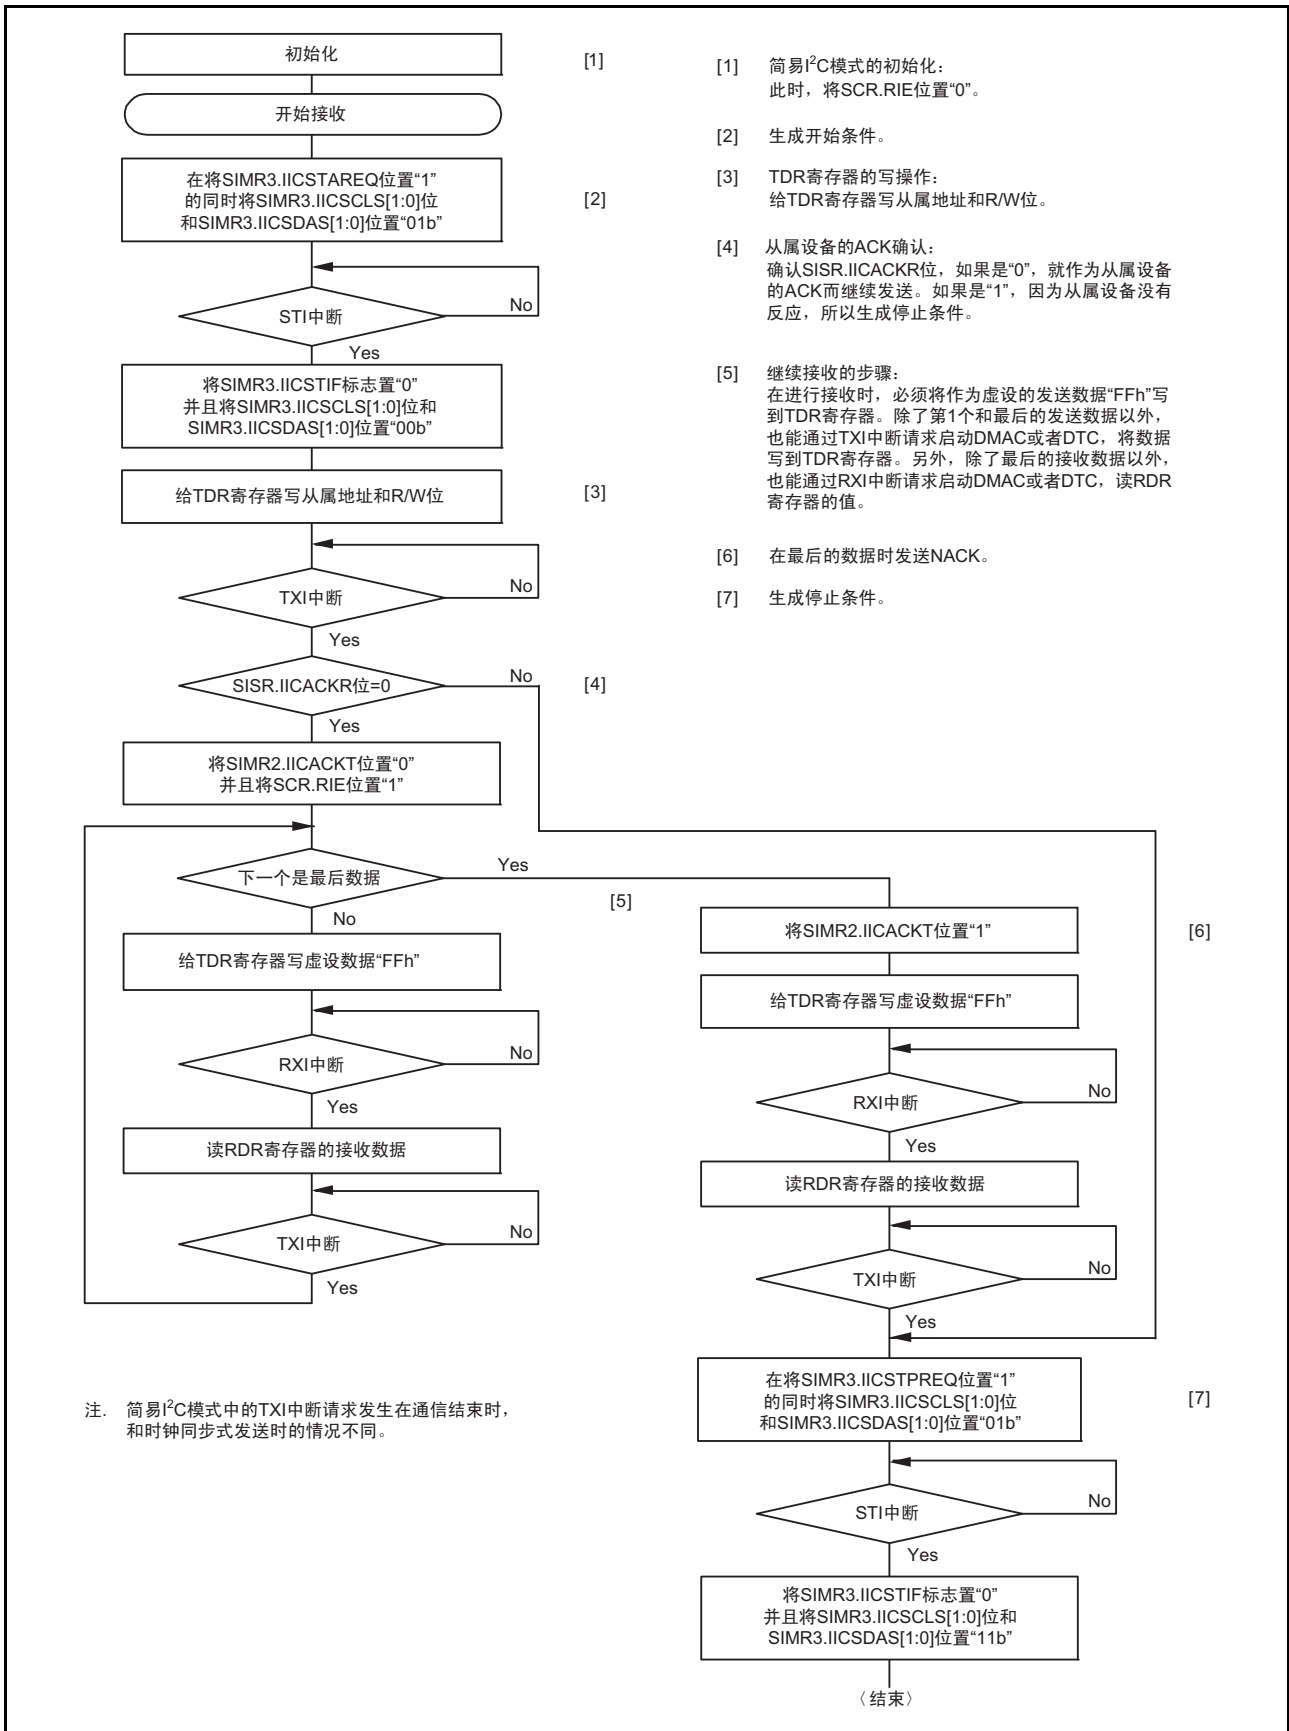 初始化
[1]
开始接收
在将SIMR3.IICSTAREQ位置“1”
的同时将SIMR3.IICSCLS[1:0]位
和SIMR3.IICSDAS[1:0]位置“01b”
[2]
STI中断
No
Yes
将SIMR3.IICSTIF标志置“0”
并且将SIMR3.IICSCLS[1:0]位和
SIMR3.IICSDAS[1:0]位置“00b”
给TDR寄存器写从属地址和R/W位
[3]
TXI中断
No
Yes
SISR.IICACKR位=0
No
[4]
Yes
将SIMR2.IICACKT位置“0”
并且将SCR.RIE位置“1”
下一个是最后数据
Yes
[5]
No
给TDR寄存器写虚设数据“FFh”
RXI中断
No
Yes
读RDR寄存器的接收数据
TXI中断
No
Yes
将SIMR2.IICACKT位置“1”
[6]
给TDR寄存器写虚设数据“FFh”
RXI中断
No
Yes
读RDR寄存器的接收数据
TXI中断
No
Yes
在将SIMR3.IICSTPREQ位置“1”
的同时将SIMR3.IICSCLS[1:0]位
和SIMR3.IICSDAS[1:0]位置“01b”
[7]
STI中断
No
Yes
将SIMR3.IICSTIF标志置“0”
并且将SIMR3.IICSCLS[1:0]位和
SIMR3.IICSDAS[1:0]位置“11b”
〈结束〉
[1] 简易I²C模式的初始化：
此时，将SCR.RIE位置“0”。
[2] 生成开始条件。
[3] TDR寄存器的写操作：
给TDR寄存器写从属地址和R/W位。
[4] 从属设备的ACK确认：
确认SISR.IICACKR位，如果是“0”，就作为从属设备
的ACK而继续发送。如果是“1”，因为从属设备没有
反应，所以生成停止条件。
[5] 继续接收的步骤：
在进行接收时，必须将作为虚设的发送数据“FFh”写
到TDR寄存器。除了第1个和最后的发送数据以外，
也能通过TXI中断请求启动DMAC或者DTC，将数据
写到TDR寄存器。另外，除了最后的接收数据以外，
也能通过RXI中断请求启动DMAC或者DTC，读RDR
寄存器的值。
[6] 在最后的数据时发送NACK。
[7] 生成停止条件。
注. 简易I²C模式中的TXI中断请求发生在通信结束时，
和时钟同步式发送时的情况不同。